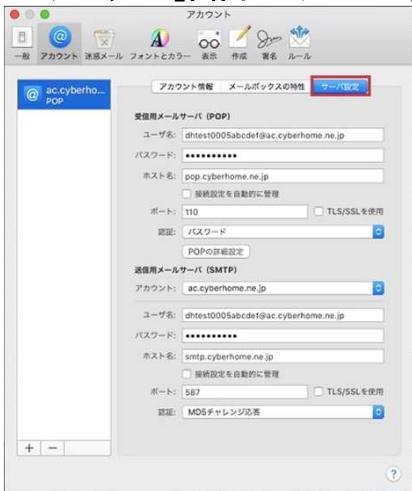 アカウント
一般 アカウント 迷惑メール フォントとカラー 表示 作成 署名 ルール
ac.cyberho...
POP
アカウント情報 メールボックスの特性 サーバ設定
受信用メールサーバ (POP)
ユーザ名: dhtest0005abcdef@ac.cyberhome.ne.jp
パスワード: ••••••••••
ホスト名: pop.cyberhome.ne.jp
接続設定を自動的に管理
ポート: 110 TLS/SSLを使用
認証: パスワード
POPの詳細設定
送信用メールサーバ (SMTP)
アカウント: ac.cyberhome.ne.jp
ユーザ名: dhtest0005abcdef@ac.cyberhome.ne.jp
パスワード: ••••••••••
ホスト名: smtp.cyberhome.ne.jp
接続設定を自動的に管理
ポート: 587 TLS/SSLを使用
認証: MD5チャレンジ応答
+ −
?